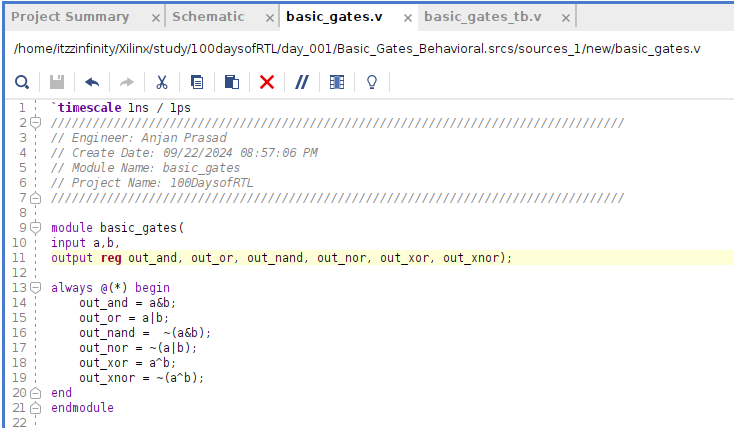 Project Summary × Schematic × basic_gates.v × basic_gates_tb.v ×
/home/itzzinfinity/Xilinx/study/100daysofRTL/day_001/Basic_Gates_Behavioral.srcs/sources_1/new/basic_gates.v
1 `timescale 1ns / 1ps
2 //////////////////////////////////////////////////////////////////////////////////
3 // Engineer: Anjan Prasad
4 // Create Date: 09/22/2024 08:57:06 PM
5 // Module Name: basic_gates
6 // Project Name: 100DaysofRTL
7 //////////////////////////////////////////////////////////////////////////////////
8
9 module basic_gates(
10 input a,b,
11 output reg out_and, out_or, out_nand, out_nor, out_xor, out_xnor);
12
13 always @(*) begin
14     out_and = a&b;
15     out_or = a|b;
16     out_nand =  ~(a&b);
17     out_nor = ~(a|b);
18     out_xor = a^b;
19     out_xnor = ~(a^b);
20 end
21 endmodule
22